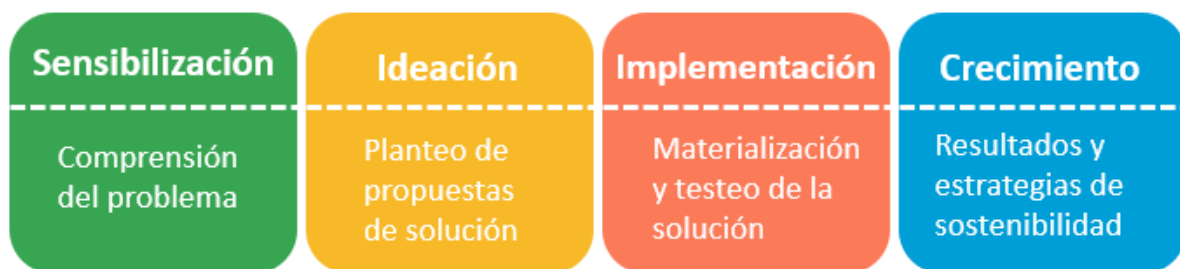 Sensibilización
Comprensión
del problema
Ideación
Planteo de
propuestas
de solución
Implementación
Materialización
y testeo de la
solución
Crecimiento
Resultados y
estrategias de
sostenibilidad